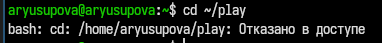 aryusupova@aryusupova:~$ cd ~/play
bash: cd: /home/aryusupova/play: Отказано в доступе